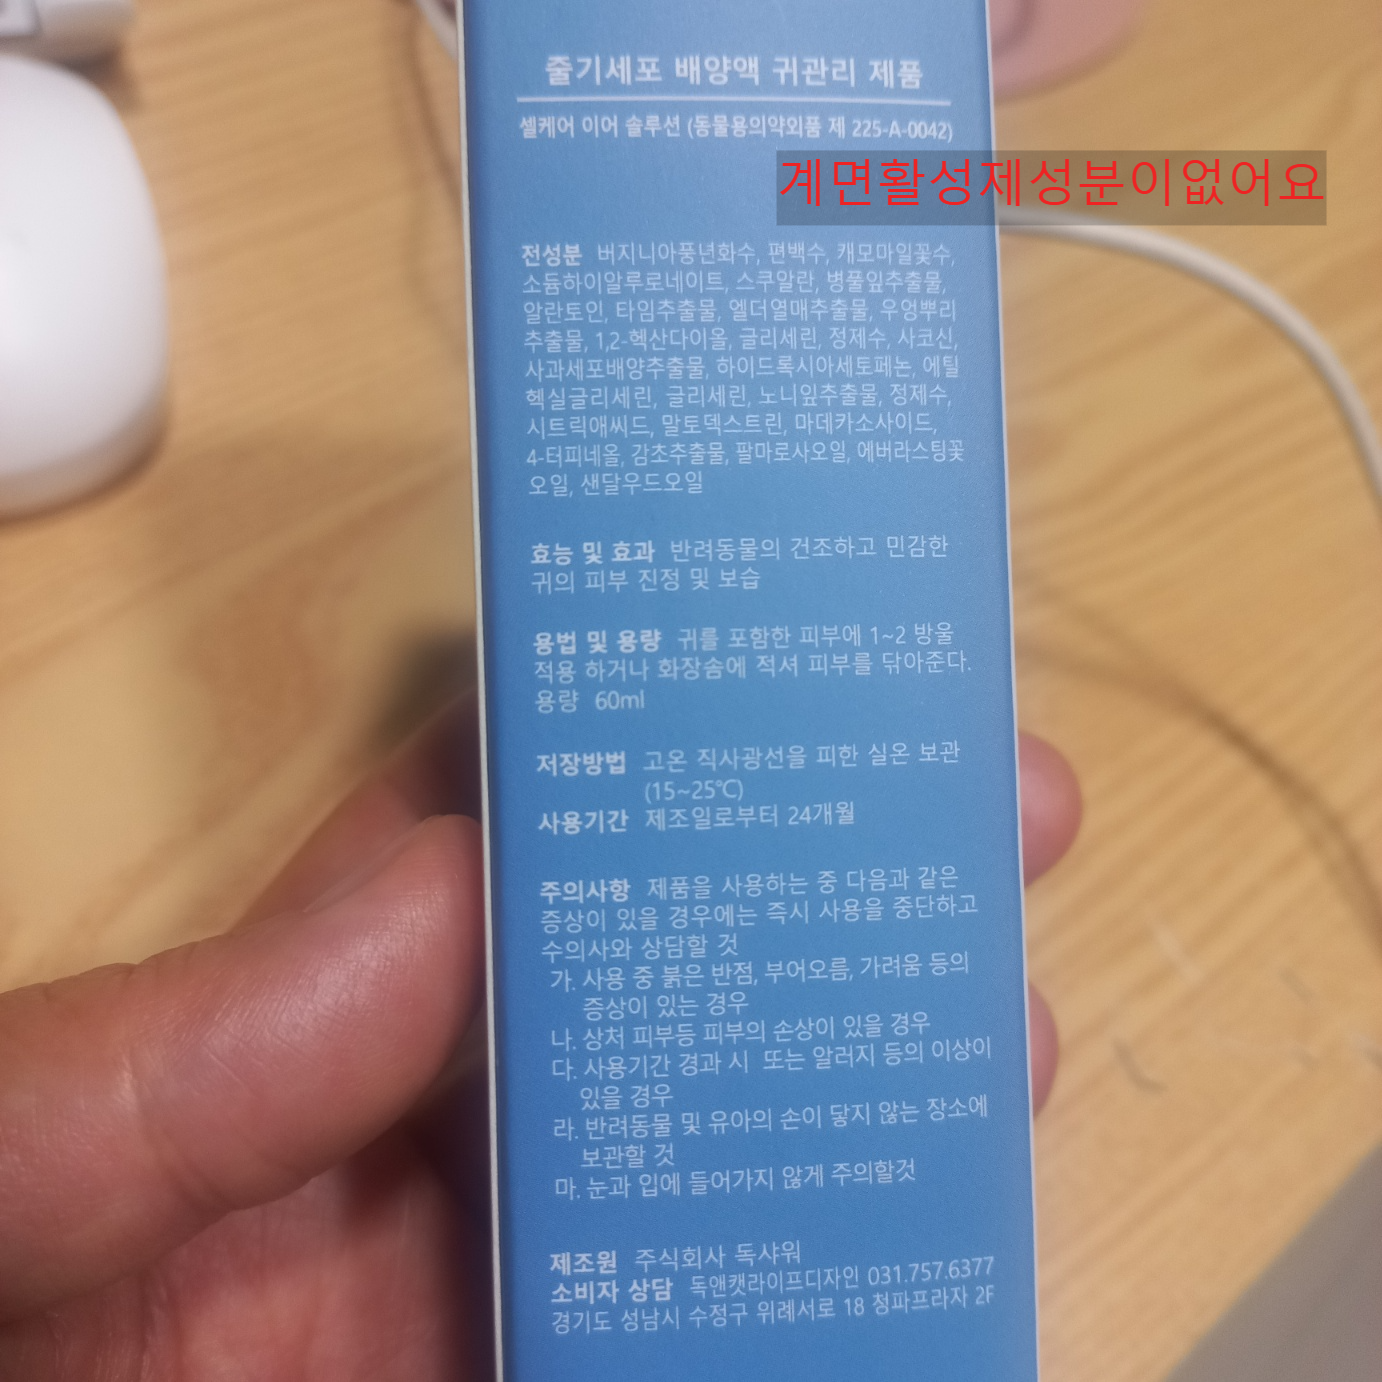 줄기세포 배양액 귀관리 제품
셀케어 이어 솔루션 (동물용의약외품 제 225-A-0042)
계면활성제성분이없어요
전성분 버지니아풍년화수, 편백수, 캐모마일꽃수,
소듐하이알루로네이트, 스쿠알란, 병풀잎추출물,
알란토인, 타임추출물, 엘더열매추출물, 우엉뿌리
추출물, 1,2-헥산다이올, 글리세린, 정제수, 사코신,
사과세포배양추출물, 하이드록시아세토페논, 에틸
헥실글리세린, 글리세린, 노니잎추출물, 정제수,
시트릭애씨드, 말토덱스트린, 마데카소사이드,
4-터피네올, 감초추출물, 팔마로사오일, 에버라스팅꽃
오일, 샌달우드오일
효능 및 효과 반려동물의 건조하고 민감한
귀의 피부 진정 및 보습
용법 및 용량 귀를 포함한 피부에 1~2 방울
적용 하거나 화장솜에 적셔 피부를 닦아준다.
용량 60ml
저장방법 고온 직사광선을 피한 실온 보관
(15~25℃)
사용기간 제조일로부터 24개월
주의사항 제품을 사용하는 중 다음과 같은
증상이 있을 경우에는 즉시 사용을 중단하고
수의사와 상담할 것
가. 사용 중 붉은 반점, 부어오름, 가려움 등의
증상이 있는 경우
나. 상처 피부등 피부의 손상이 있을 경우
다. 사용기간 경과 시 또는 알러지 등의 이상이
있을 경우
라. 반려동물 및 유아의 손이 닿지 않는 장소에
보관할 것
마. 눈과 입에 들어가지 않게 주의할것
제조원 주식회사 독샤워
소비자 상담 독앤캣라이프디자인 031.757.6377
경기도 성남시 수정구 위례서로 18 청파프라자 2F